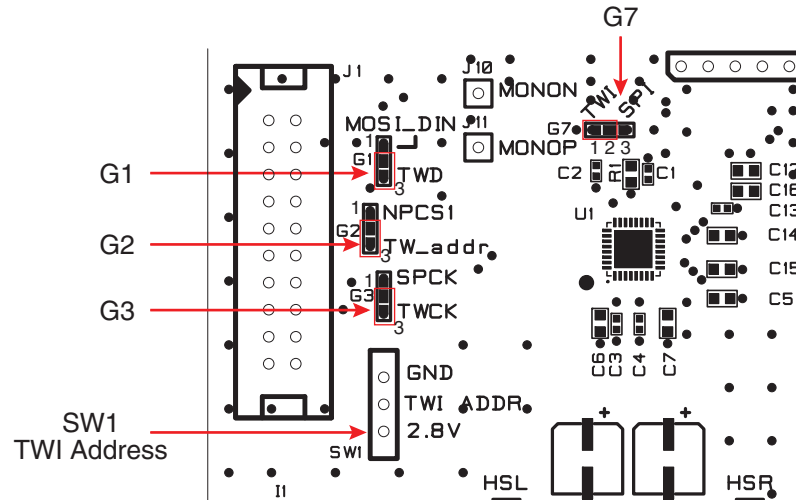 G7
J1
J10
MONON
TWI
SPI
MOSI_DIN
J11
G7
1
G1
MONOP
1 2 3
C2
R1
C1
C17
G1
TWD
3
C16
1
NPCS1
U1
C13
G2
G2
TW_addr
3
C14
1
SPCK
C15
G3
G3
TWCK
3
C5
C6
C3
C4
C7
GND
TWI ADDR
SW1
TWI Address
2.8V
SW1
+
+
I1
HSL
HSR